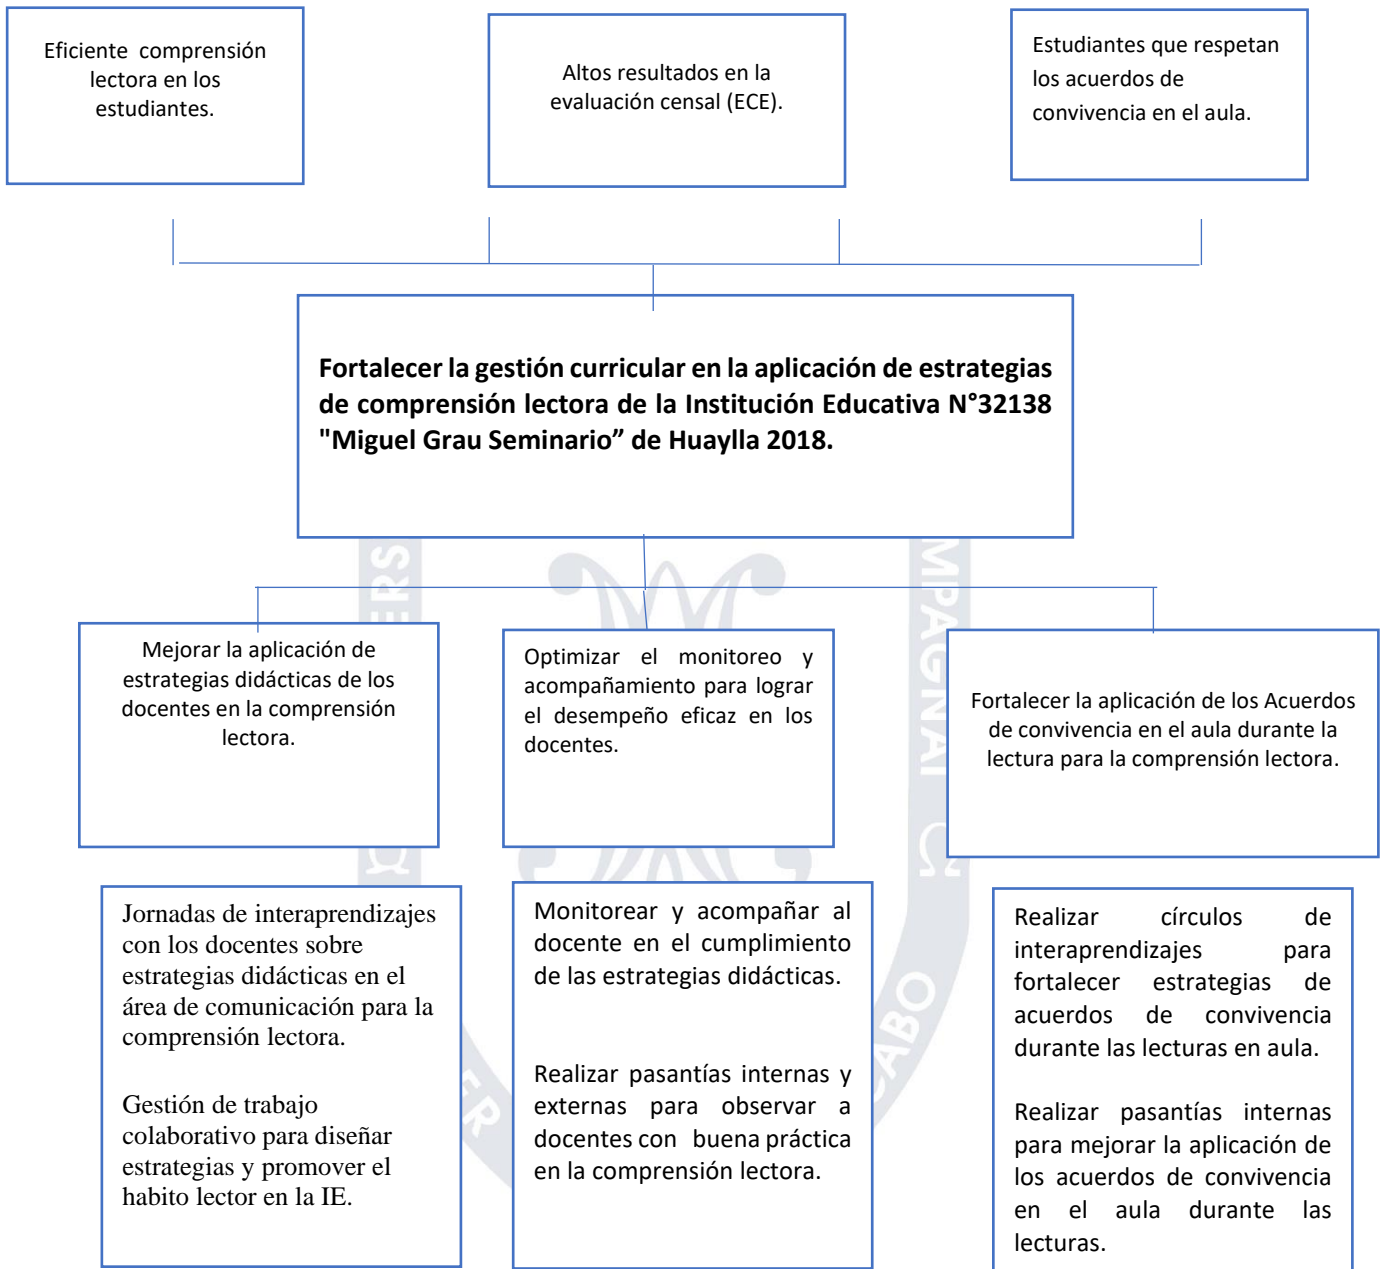 Eficiente comprensión
lectora en los
estudiantes.
Altos resultados en la
evaluación censal (ECE).
Estudiantes que respetan
los acuerdos de
convivencia en el aula.
Fortalecer la gestión curricular en la aplicación de estrategias
de comprensión lectora de la Institución Educativa N°32138
"Miguel Grau Seminario” de Huaylla 2018.
Mejorar la aplicación de
estrategias didácticas de los
docentes en la comprensión
lectora.
Optimizar el monitoreo y
acompañamiento para lograr
el desempeño eficaz en los
docentes.
Fortalecer la aplicación de los Acuerdos
de convivencia en el aula durante la
lectura para la comprensión lectora.
Jornadas de interaprendizajes
con los docentes sobre
estrategias didácticas en el
área de comunicación para la
comprensión lectora.
Gestión de trabajo
colaborativo para diseñar
estrategias y promover el
habito lector en la IE.
Monitorear y acompañar al
docente en el cumplimiento
de las estrategias didácticas.
Realizar pasantías internas y
externas para observar a
docentes con buena práctica
en la comprensión lectora.
Realizar círculos de
interaprendizajes para
fortalecer estrategias de
acuerdos de convivencia
durante las lecturas en aula.
Realizar pasantías internas
para mejorar la aplicación de
los acuerdos de convivencia
en el aula durante las
lecturas.
ERS
MPAGNAT
Ω
Ω
ER
CABO